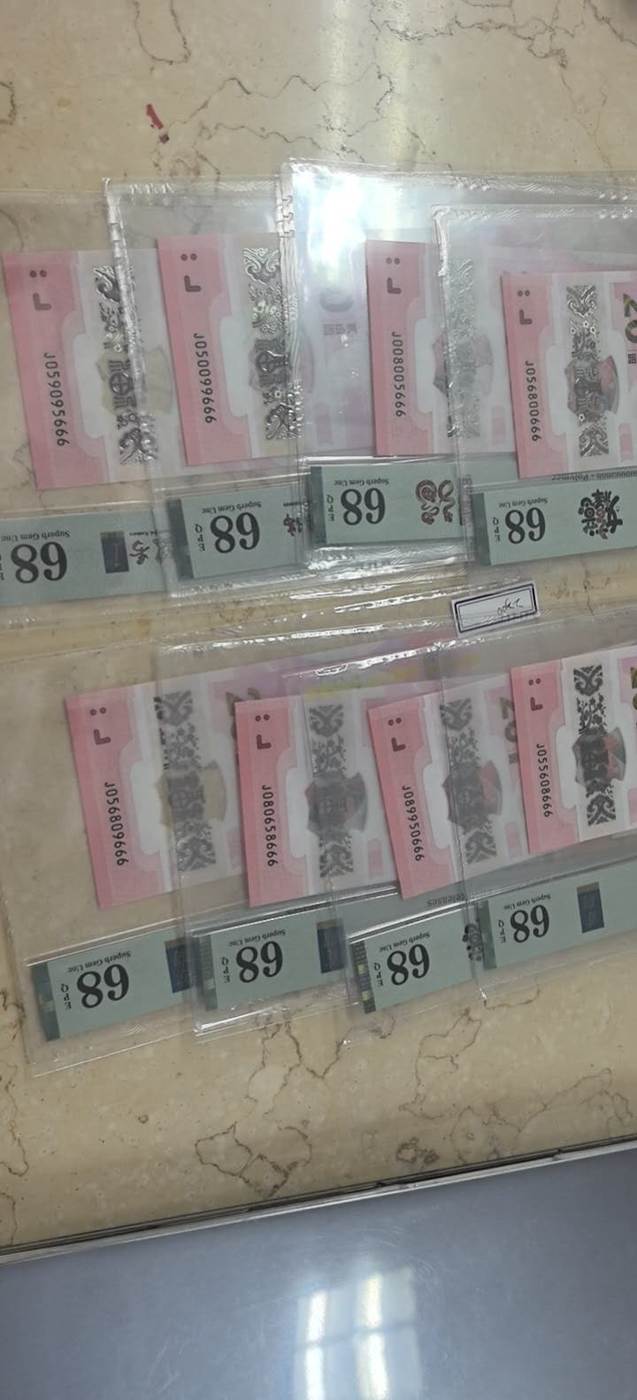 J059095666
J050099666
J008005666
J056800666
20
68
Superb Gem Unc
68
Superb Gem Unc
EPQ
68
Superb Gem Unc
EPQ
68
Superb Gem Unc
EPQ
J056809666
J080658666
J089950666
J055608666
68
Superb Gem Unc
EPQ
68
Superb Gem Unc
EPQ
68
Superb Gem Unc
EPQ
68
Superb Gem Unc
EPQ